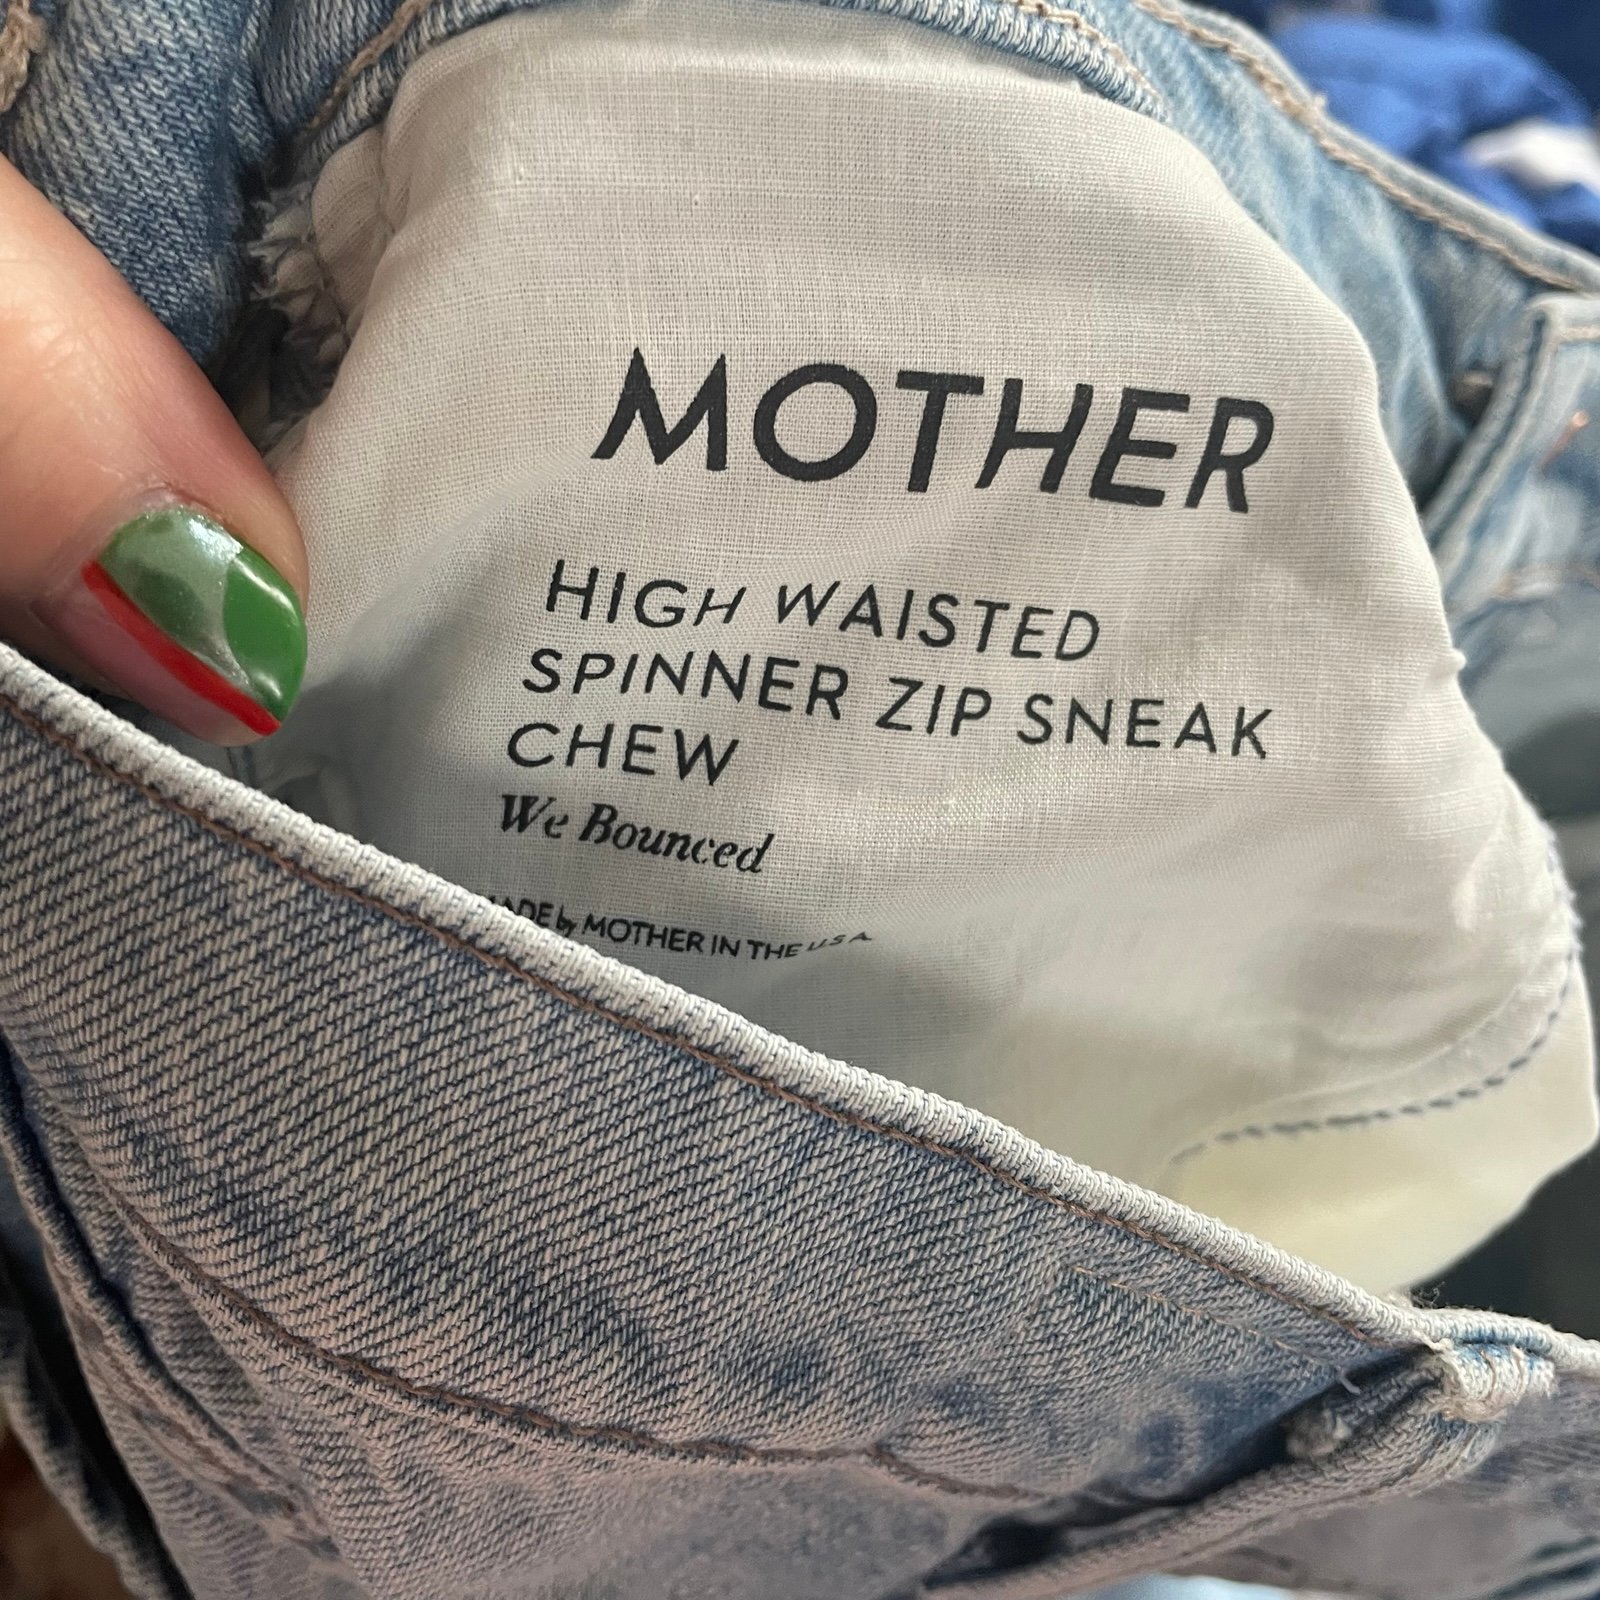 MOTHER
HIGH WAISTED
SPINNER ZIP SNEAK
CHEW
We Bounced
MADE by MOTHER IN THE USA